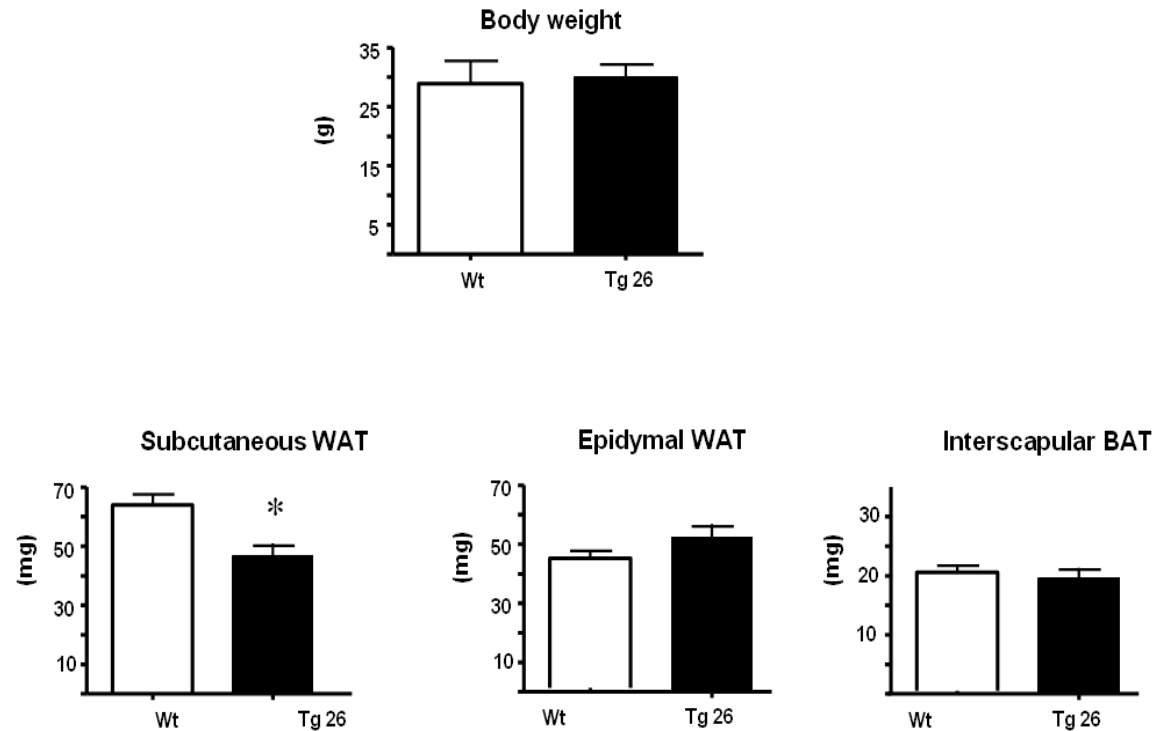 Body weight
35
25
15
5
(g)
Wt
Tg 26
Subcutaneous WAT
70
50
30
10
(mg)
*
Wt
Tg 26
Epidymal WAT
70
50
30
10
(mg)
Wt
Tg 26
Interscapular BAT
30
20
10
(mg)
Wt
Tg 26